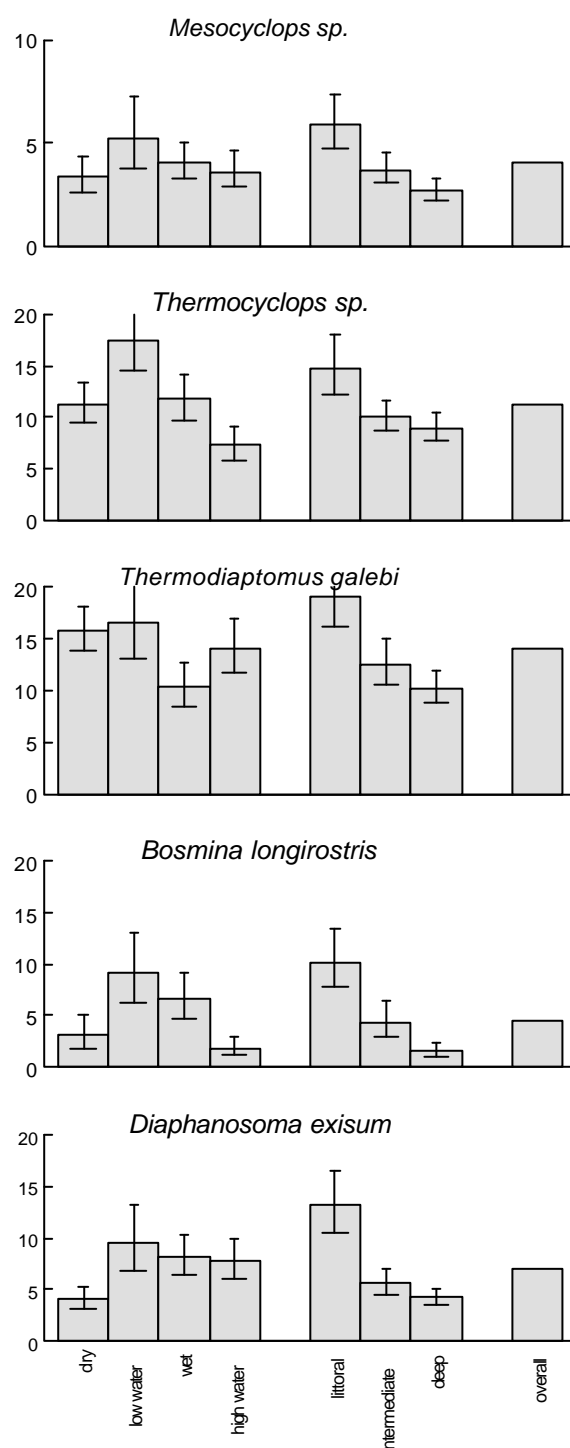 Mesocyclops sp.
10
5
0
Thermocyclops sp.
20
15
10
5
0
Thermodiaptomus galebi
20
15
10
5
0
Bosmina longirostris
20
15
10
5
0
Diaphanosoma exisum
20
15
10
5
0
dry
low water
wet
high water
littoral
intermediate
deep
overall